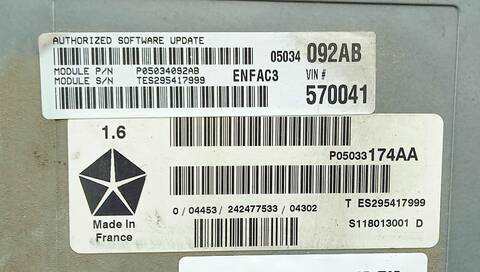 AUTHORIZED SOFTWARE UPDATE
05034 092AB
MODULE P/N P05034092AB
MODULE S/N TES295417999
ENFAC3
VIN #
570041
1.6
P05033174AA
Made In
France
T ES295417999
0 / 04453 / 242477533 / 04302
S118013001 D